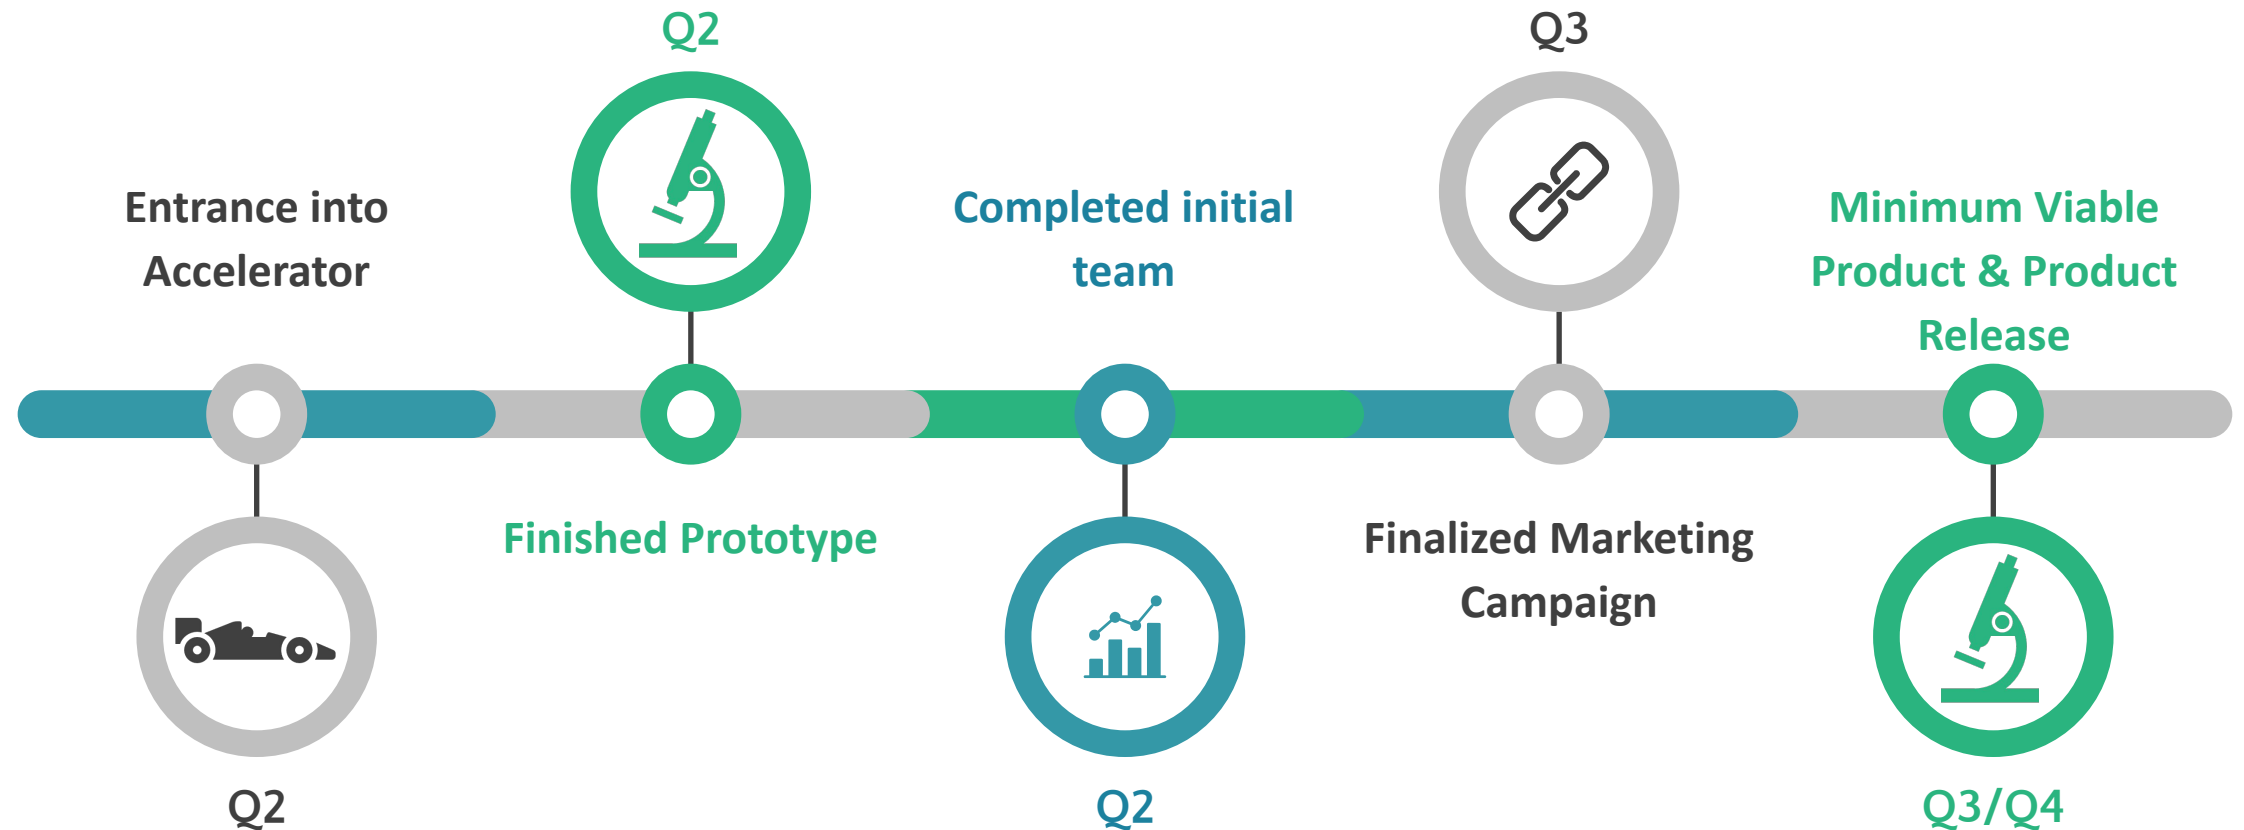 Q2
Q3
Entrance into
Accelerator
Completed initial
team
Minimum Viable
Product & Product
Release
Finished Prototype
Finalized Marketing
Campaign
Q2
Q2
Q3/Q4